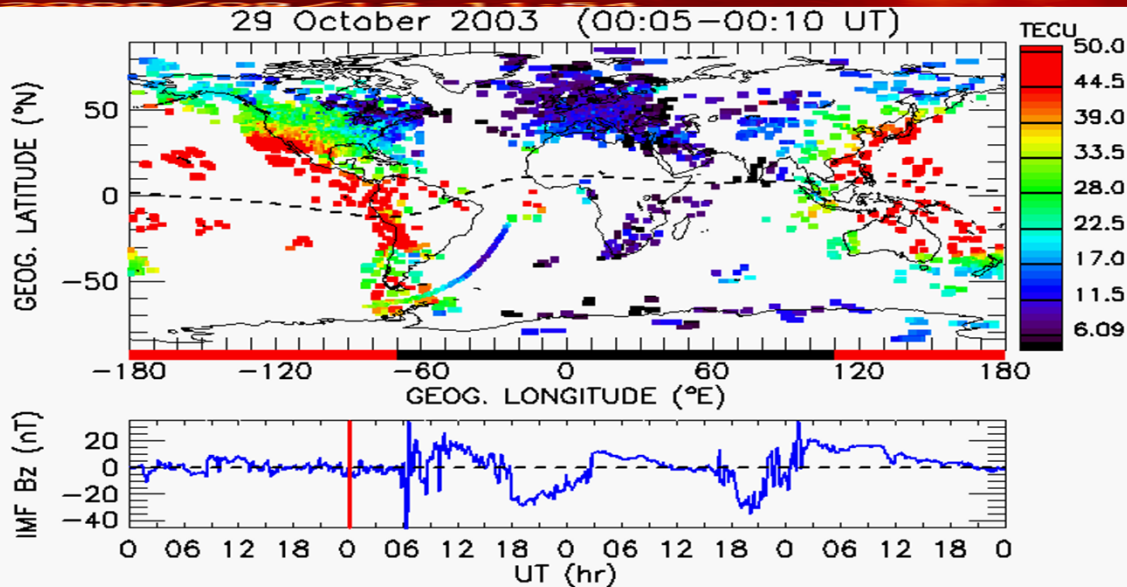 29 October 2003 (00:05-00:10 UT)
TECU
50.0
44.5
39.0
33.5
28.0
22.5
17.0
11.5
6.09
GEOG. LATITUDE (ºN)
50
0
-50
-180 -120 -60 0 60 120 180
GEOG. LONGITUDE (ºE)
IMF Bz (nT)
20
0
-20
-40
0 06 12 18 0 06 12 18 0 06 12 18 0 06 12 18 0
UT (hr)